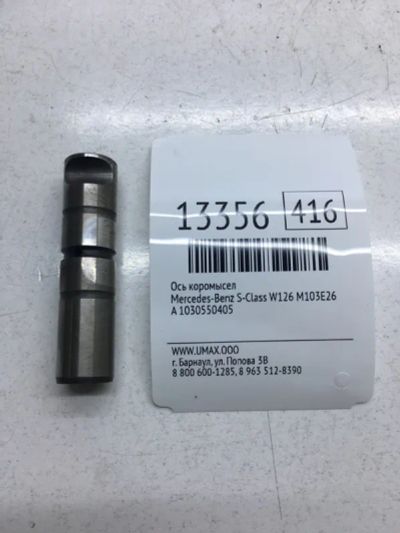 13356 416
Ось коромысел
Mercedes-Benz S-Class W126 M103E26
A 1030550405
WWW.UMAX.OOO
г. Барнаул, ул. Попова 3В
8 800 600-1285, 8 963 512-8390